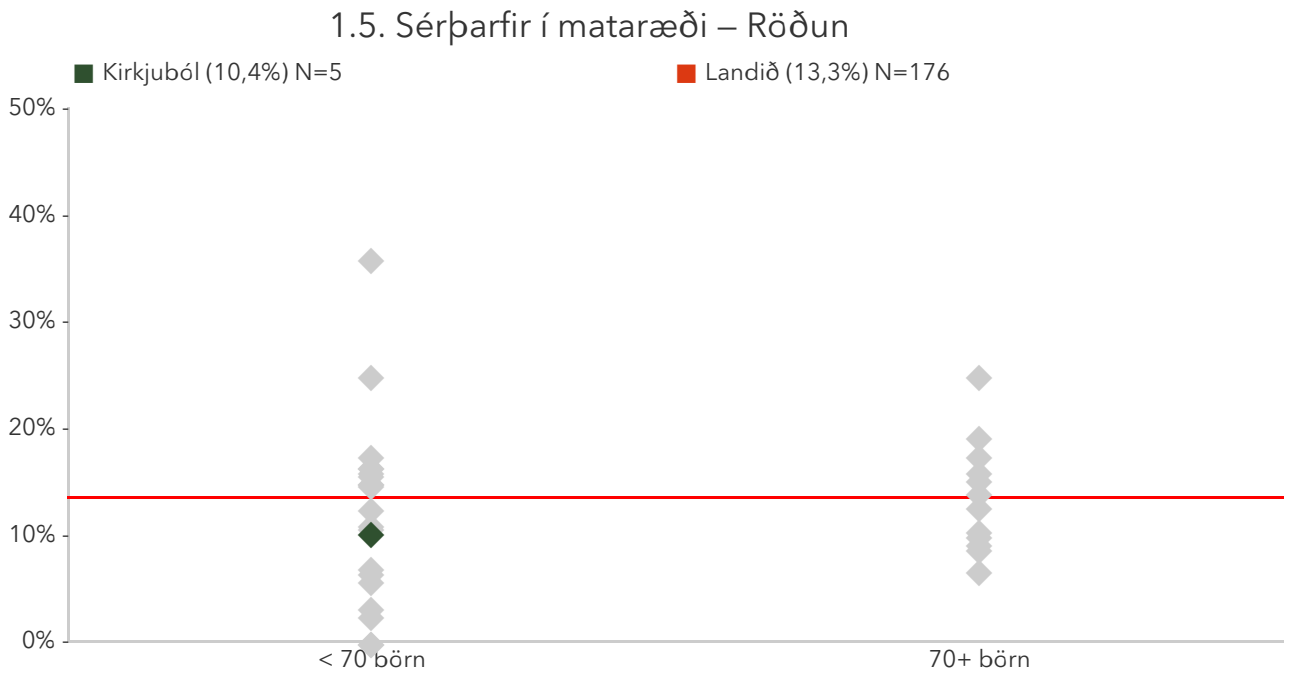 1.5. Sérþarfir í mataræði – Röðun
Kirkjuból (10,4%) N=5
Landið (13,3%) N=176
50%
40%
30%
20%
10%
0%
< 70 börn
70+ börn